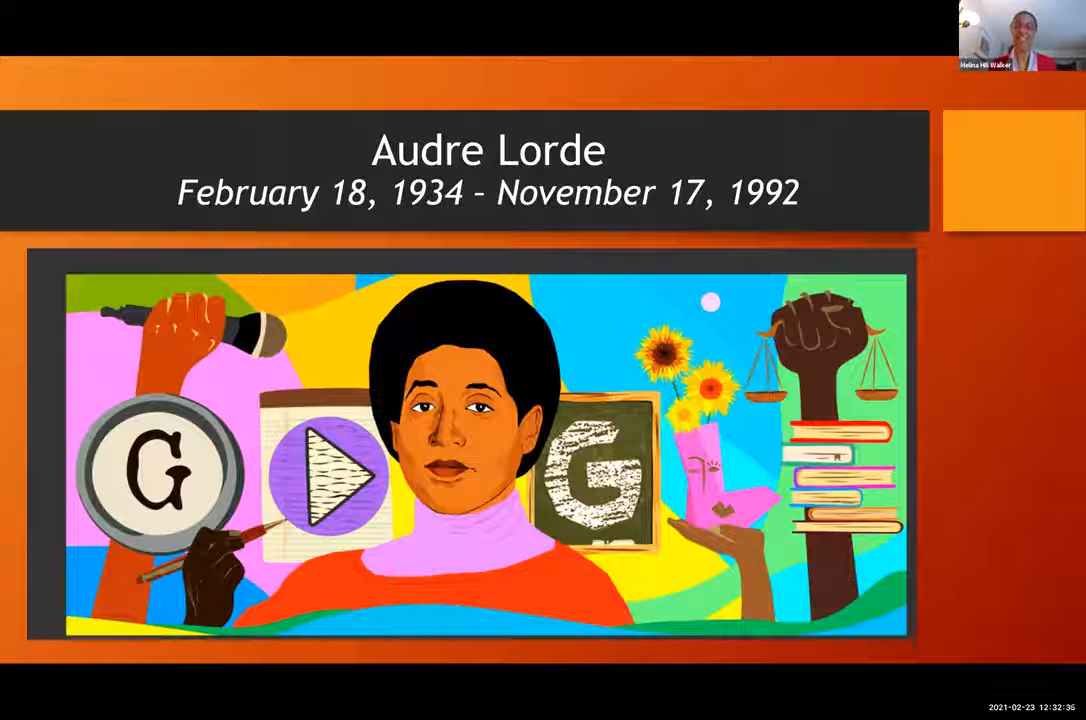 Melina Hill Walker
Audre Lorde
February 18, 1934 – November 17, 1992
G
G
2021-02-23 12:32:36